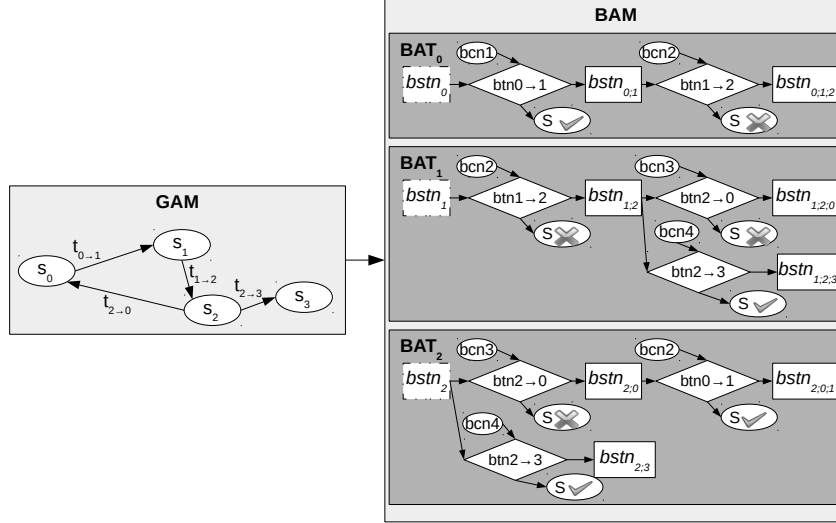 BAM
BAT0
bcn1
bcn2
bstn0
btn0→1
bstn0;1
btn1→2
bstn0;1;2
S
S
BAT1
bcn2
bcn3
bstn1
btn1→2
bstn1;2
btn2→0
bstn1;2;0
S
S
bcn4
btn2→3
bstn1;2;3
S
GAM
s0
t0→1
s1
t1→2
t2→0
s2
t2→3
s3
BAT2
bcn3
bcn2
bstn2
btn2→0
bstn2;0
btn0→1
bstn2;0;1
S
S
bcn4
btn2→3
bstn2;3
S